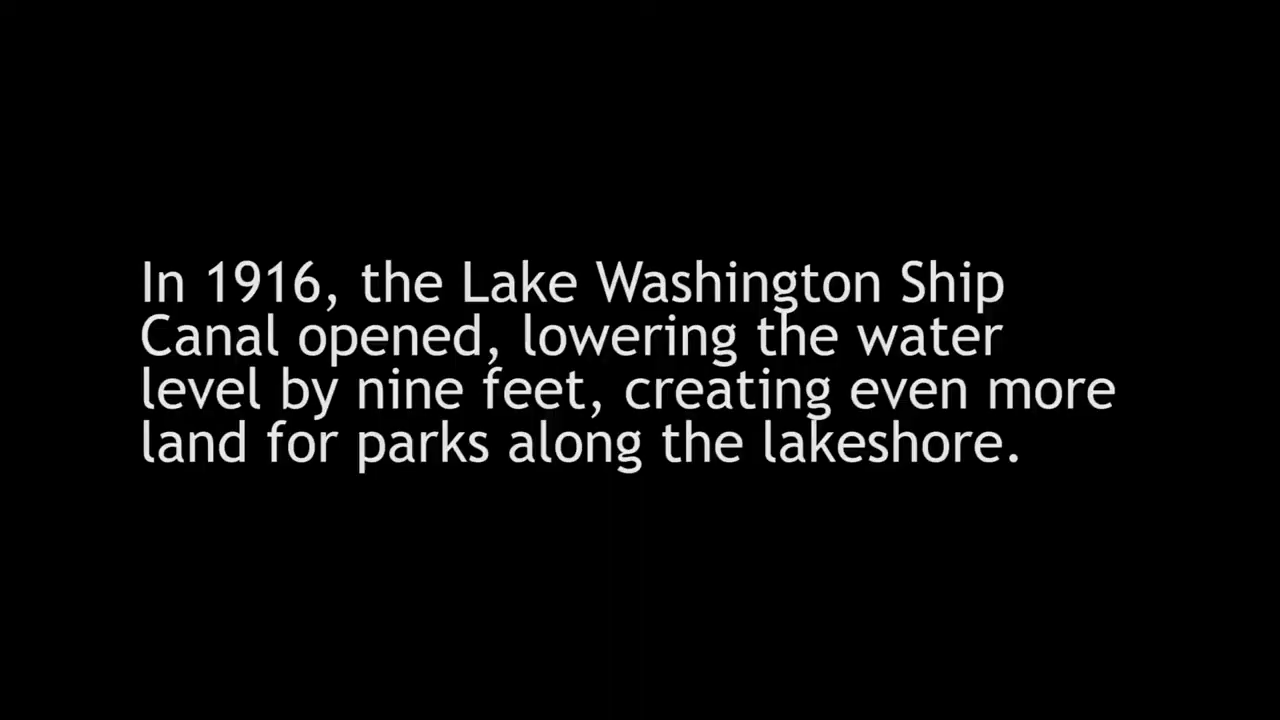 In 1916, the Lake Washington Ship
Canal opened, lowering the water
level by nine feet, creating even more
land for parks along the lakeshore.